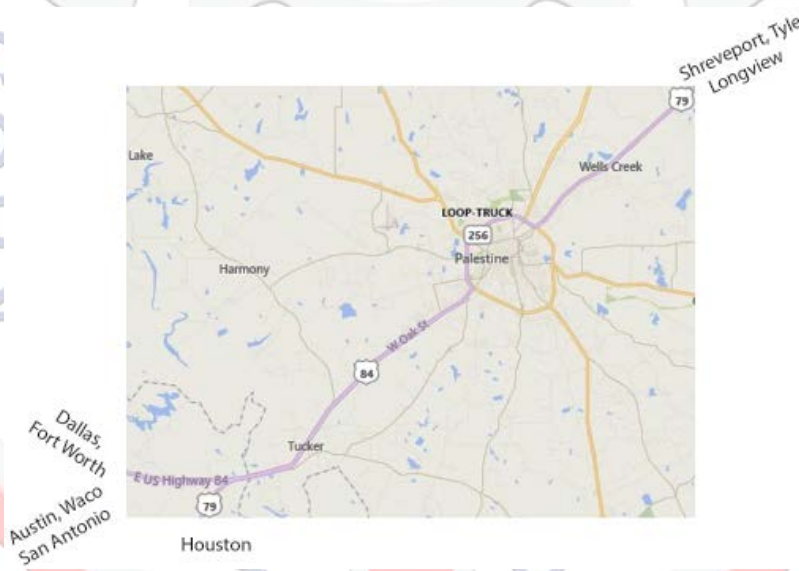 Shreveport, Tyle
Longview
79
Lake
Wells Creek
LOOP-TRUCK
256
Palestine
Harmony
W Oak St
84
Dallas,
Fort Worth
Tucker
E US Highway 84
79
Austin, Waco
San Antonio
Houston